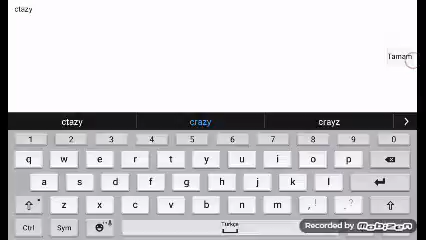 ctazy
Tamam
ctazy crazy crayz >
1 2 3 4 5 6 7 8 9 0
q w e r t y u i o p
a s d f g h j k l
z x c v b n m , ! . ?
Ctrl Sym Türkçe
Recorded by Mobizen